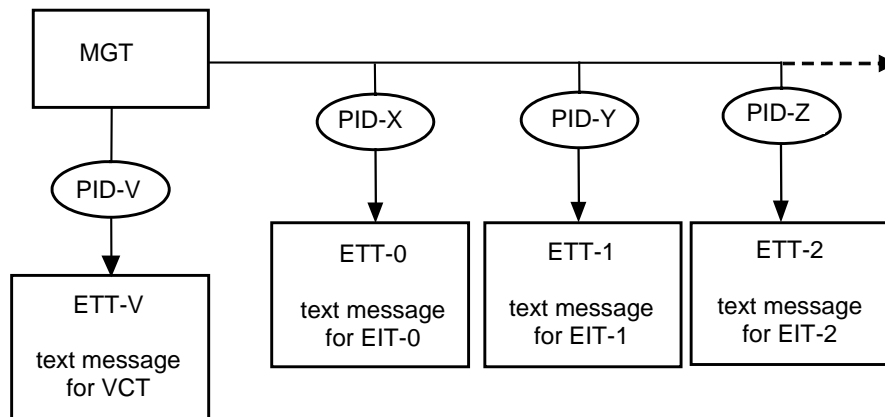 MGT
PID-X
PID-Y
PID-Z
PID-V
ETT-0
text message
for EIT-0
ETT-1
text message
for EIT-1
ETT-2
text message
for EIT-2
ETT-V
text message
for VCT